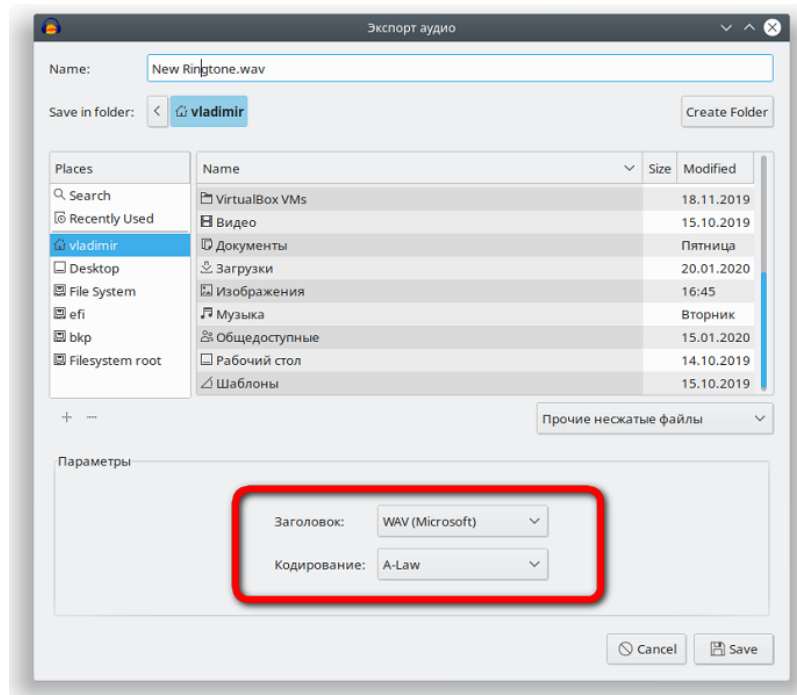 Экспорт аудио
Name: New Ringtone.wav
Save in folder: vladimir Create Folder
Places
Search
Recently Used
vladimir
Desktop
File System
efi
bkp
Filesystem root
Name Size Modified
VirtualBox VMs 18.11.2019
Видео 15.10.2019
Документы Пятница
Загрузки 20.01.2020
Изображения 16:45
Музыка Вторник
Общедоступные 15.01.2020
Рабочий стол 14.10.2019
Шаблоны 15.10.2019
Прочие несжатые файлы
Параметры
Заголовок: WAV (Microsoft)
Кодирование: A-Law
Cancel Save